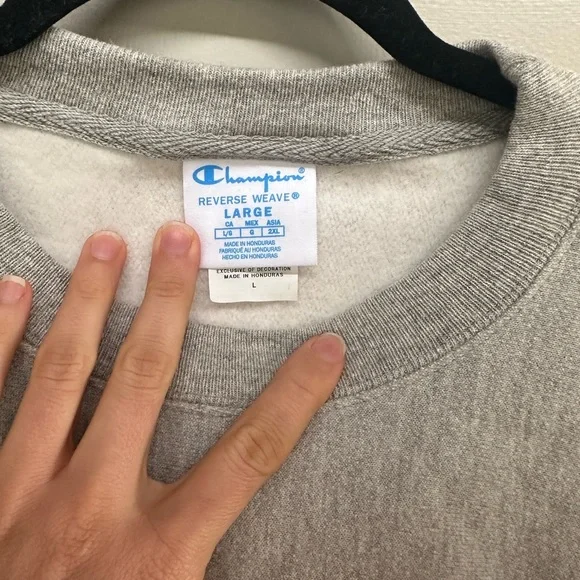 Champion®
REVERSE WEAVE®
LARGE
CA MEX ASIA
L/G G 2XL
MADE IN HONDURAS
FABRIQUÉ AU HONDURAS
HECHO EN HONDURAS
EXCLUSIVE OF DECORATION
MADE IN HONDURAS
L